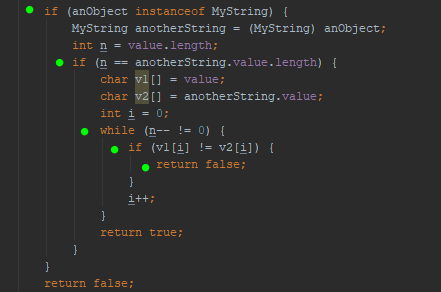 if (anObject instanceof MyString) {
MyString anotherString = (MyString) anObject;
int n = value.length;
if (n == anotherString.value.length) {
char v1[] = value;
char v2[] = anotherString.value;
int i = 0;
while (n-- != 0) {
if (v1[i] != v2[i]) {
return false;
}
i++;
}
return true;
}
}
return false;